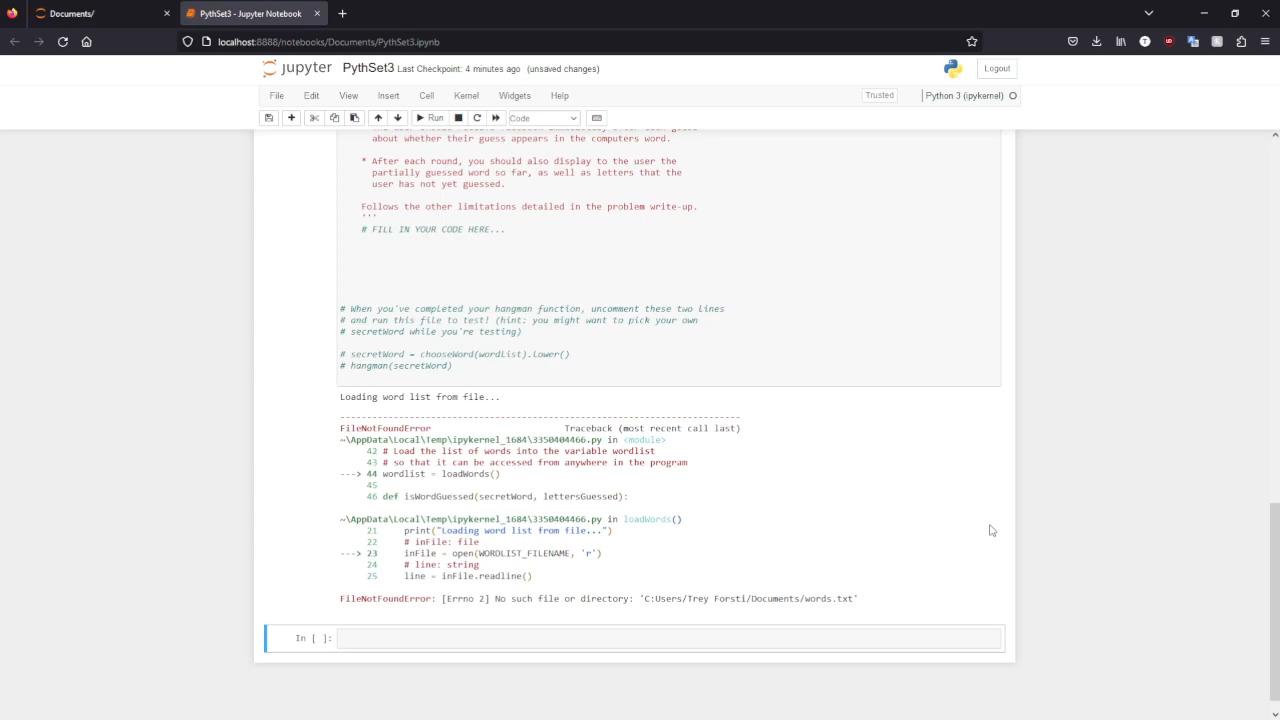 Documents/
PythSet3 - Jupyter Notebook
localhost:8888/notebooks/Documents/PythSet3.ipynb
jupyter PythSet3 Last Checkpoint: 4 minutes ago (unsaved changes)
Logout
File Edit View Insert Cell Kernel Widgets Help
Trusted
Python 3 (ipykernel)
Run
Code
about whether their guess appears in the computers word.
* After each round, you should also display to the user the
partially guessed word so far, as well as letters that the
user has not yet guessed.
Follows the other limitations detailed in the problem write-up.
'''
# FILL IN YOUR CODE HERE...
# When you've completed your hangman function, uncomment these two lines
# and run this file to test! (hint: you might want to pick your own
# secretWord while you're testing)
# secretWord = chooseWord(wordList).lower()
# hangman(secretWord)
Loading word list from file...
---------------------------------------------------------------------------
FileNotFoundError Traceback (most recent call last)
~\AppData\Local\Temp\ipykernel_1684\3350404466.py in <module>
42 # Load the list of words into the variable wordlist
43 # so that it can be accessed from anywhere in the program
---> 44 wordlist = loadWords()
45
46 def isWordGuessed(secretWord, lettersGuessed):
~\AppData\Local\Temp\ipykernel_1684\3350404466.py in loadWords()
21 print("Loading word list from file...")
22 # inFile: file
---> 23 inFile = open(WORDLIST_FILENAME, 'r')
24 # line: string
25 line = inFile.readline()
FileNotFoundError: [Errno 2] No such file or directory: 'C:Users/Trey Forsti/Documents/words.txt'
In [ ]: